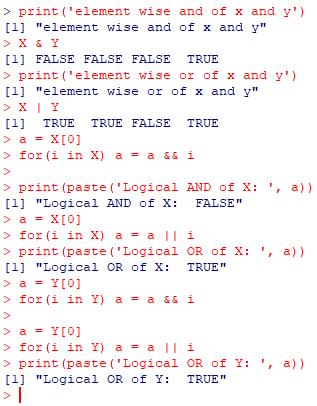 > print('element wise and of x and y')
[1] "element wise and of x and y"
> X & Y
[1] FALSE FALSE FALSE  TRUE
> print('element wise or of x and y')
[1] "element wise or of x and y"
> X | Y
[1]  TRUE  TRUE FALSE  TRUE
> a = X[0]
> for(i in X) a = a && i
>
> print(paste('Logical AND of X: ', a))
[1] "Logical AND of X:  FALSE"
> a = X[0]
> for(i in X) a = a || i
> print(paste('Logical OR of X: ', a))
[1] "Logical OR of X:  TRUE"
> a = Y[0]
> for(i in Y) a = a && i
>
> a = Y[0]
> for(i in Y) a = a || i
> print(paste('Logical OR of Y: ', a))
[1] "Logical OR of Y:  TRUE"
>